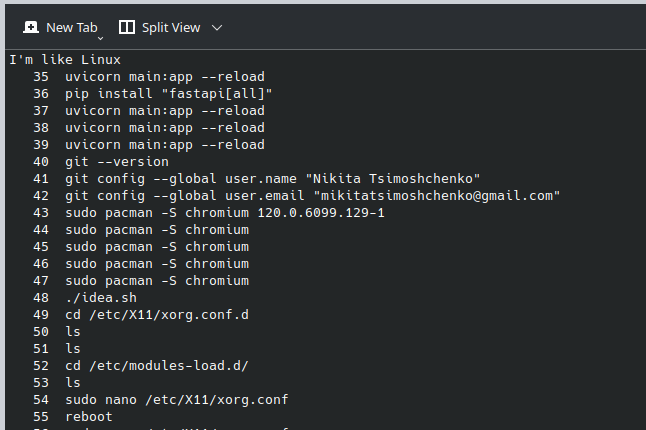 New Tab Split View
I'm like Linux
35 uvicorn main:app --reload
36 pip install "fastapi[all]"
37 uvicorn main:app --reload
38 uvicorn main:app --reload
39 uvicorn main:app --reload
40 git --version
41 git config --global user.name "Nikita Tsimoshchenko"
42 git config --global user.email "mikitatsimoshchenko@gmail.com"
43 sudo pacman -S chromium 120.0.6099.129-1
44 sudo pacman -S chromium
45 sudo pacman -S chromium
46 sudo pacman -S chromium
47 sudo pacman -S chromium
48 ./idea.sh
49 cd /etc/X11/xorg.conf.d
50 ls
51 ls
52 cd /etc/modules-load.d/
53 ls
54 sudo nano /etc/X11/xorg.conf
55 reboot